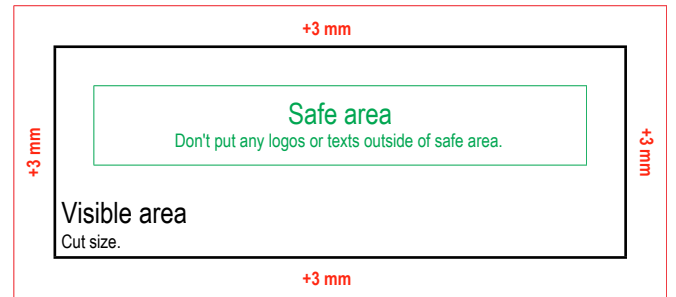 +3 mm
Safe area
Don't put any logos or texts outside of safe area.
+3 mm
+3 mm
Visible area
Cut size.
+3 mm